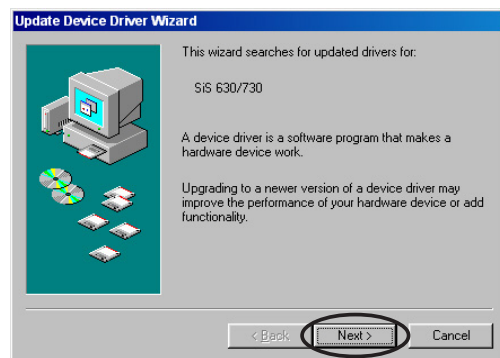 Update Device Driver Wizard
This wizard searches for updated drivers for:
SiS 630/730
A device driver is a software program that makes a
hardware device work.
Upgrading to a newer version of a device driver may
improve the performance of your hardware device or add
functionality.
< Back
Next >
Cancel